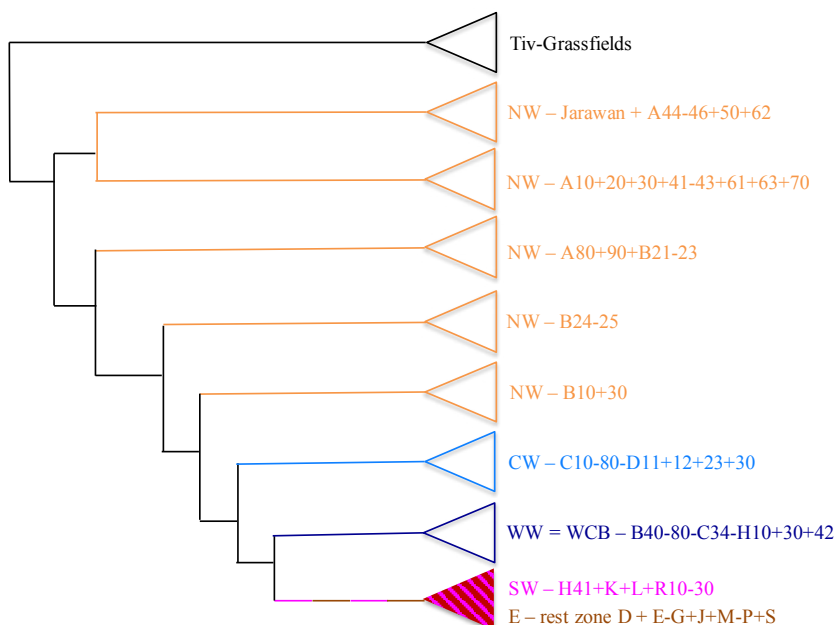 Tiv-Grassfields
NW – Jarawan + A44-46+50+62
NW – A10+20+30+41-43+61+63+70
NW – A80+90+B21-23
NW – B24-25
NW – B10+30
CW – C10-80-D11+12+23+30
WW = WCB – B40-80-C34-H10+30+42
SW – H41+K+L+R10-30
E – rest zone D + E-G+J+M-P+S